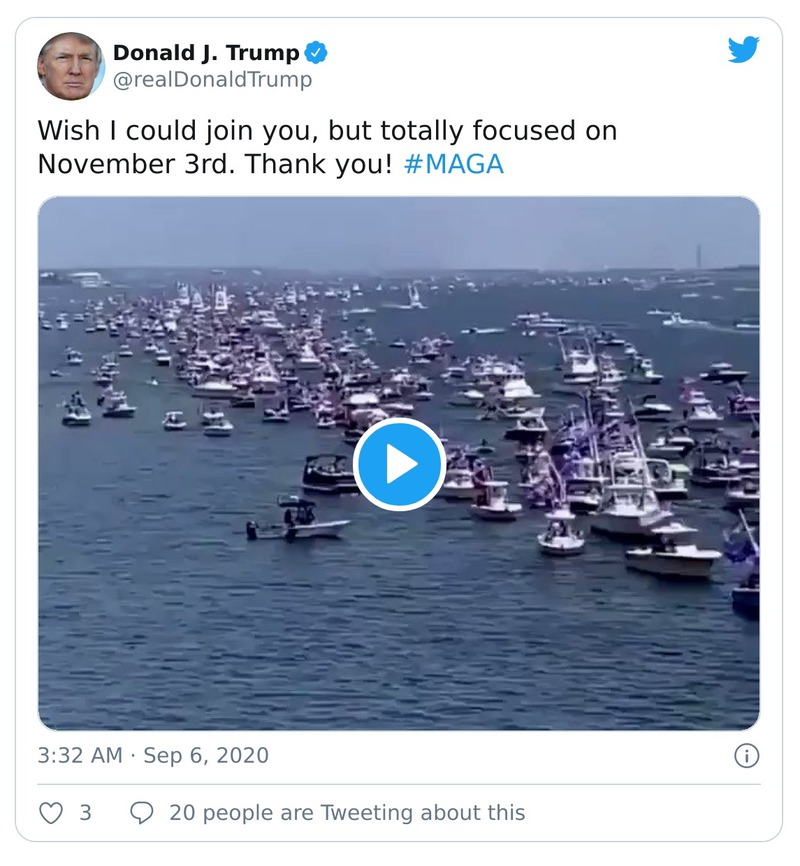 Donald J. Trump
@realDonaldTrump
Wish I could join you, but totally focused on
November 3rd. Thank you! #MAGA
3:32 AM · Sep 6, 2020
3 20 people are Tweeting about this